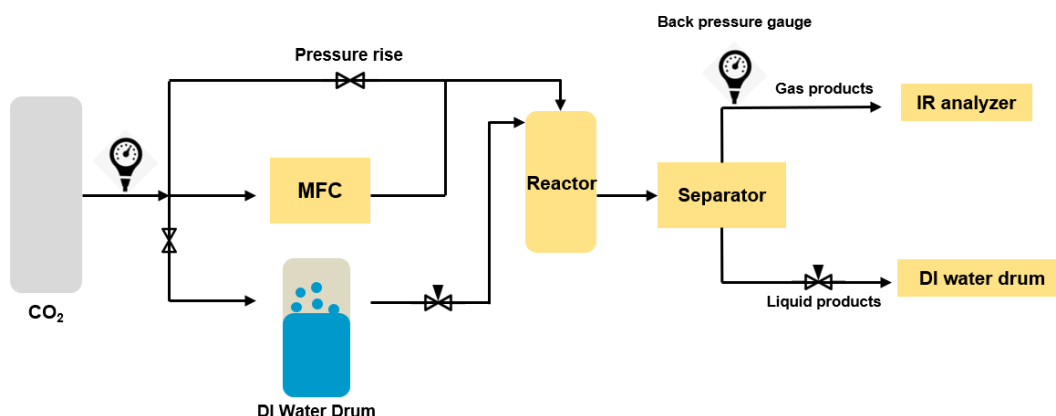 Back pressure gauge
Pressure rise
Gas products
IR analyzer
MFC
Reactor
Separator
CO₂
Liquid products
DI water drum
DI Water Drum